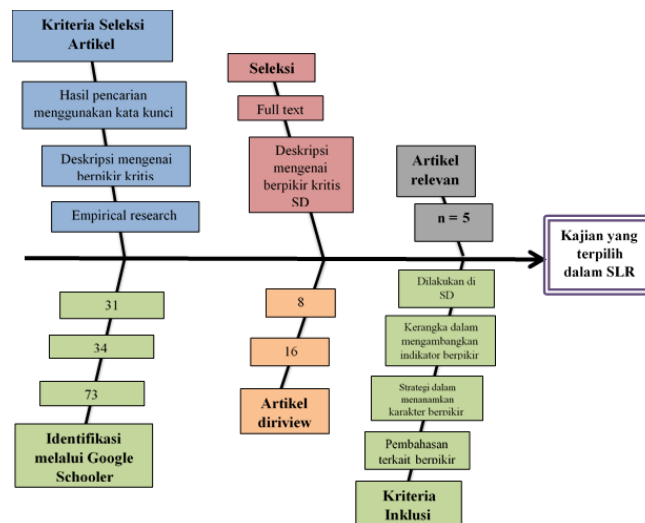 Kriteria Seleksi
Artikel
Hasil pencarian
menggunakan kata kunci
Deskripsi mengenai
berpikir kritis
Empirical research
Seleksi
Full text
Deskripsi mengenai
berpikir kritis
SD
Artikel
relevan
n = 5
Kajian yang
terpilih
dalam SLR
31
34
73
Identifikasi
melalui Google
Schooler
8
16
Artikel
diriview
Dilakukan di
SD
Kerangka dalam
mengambangkan
indikator berpikir
Strategi dalam
menanamkan
karakter berpikir
Pembahasan
terkait berpikir
Kriteria
Inklusi